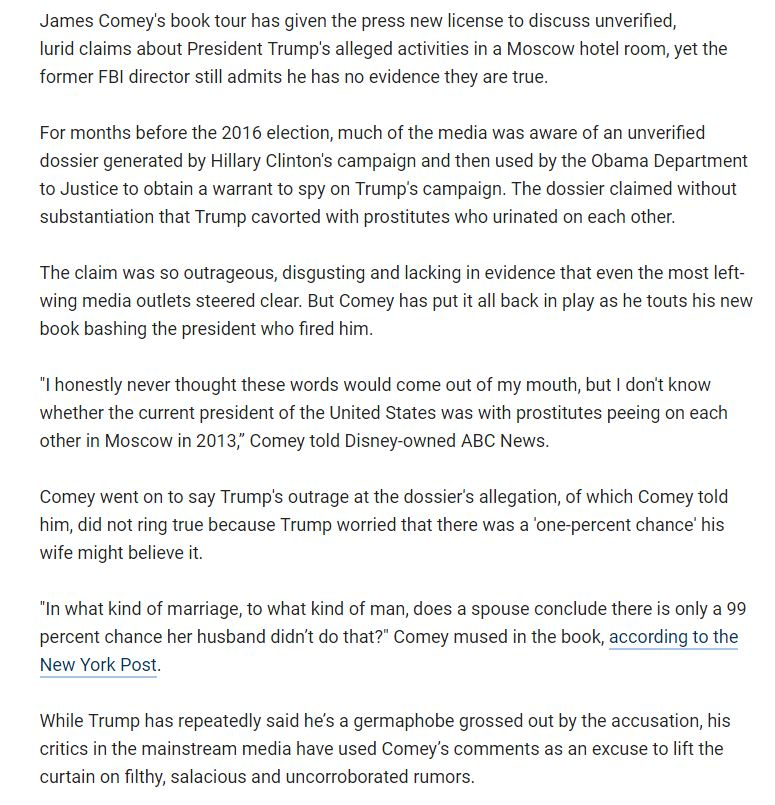 James Comey's book tour has given the press new license to discuss unverified,
lurid claims about President Trump's alleged activities in a Moscow hotel room, yet the
former FBI director still admits he has no evidence they are true.
For months before the 2016 election, much of the media was aware of an unverified
dossier generated by Hillary Clinton's campaign and then used by the Obama Department
to Justice to obtain a warrant to spy on Trump's campaign. The dossier claimed without
substantiation that Trump cavorted with prostitutes who urinated on each other.
The claim was so outrageous, disgusting and lacking in evidence that even the most left-
wing media outlets steered clear. But Comey has put it all back in play as he touts his new
book bashing the president who fired him.
"I honestly never thought these words would come out of my mouth, but I don't know
whether the current president of the United States was with prostitutes peeing on each
other in Moscow in 2013,” Comey told Disney-owned ABC News.
Comey went on to say Trump's outrage at the dossier's allegation, of which Comey told
him, did not ring true because Trump worried that there was a 'one-percent chance' his
wife might believe it.
"In what kind of marriage, to what kind of man, does a spouse conclude there is only a 99
percent chance her husband didn’t do that?" Comey mused in the book, according to the
New York Post.
While Trump has repeatedly said he’s a germaphobe grossed out by the accusation, his
critics in the mainstream media have used Comey’s comments as an excuse to lift the
curtain on filthy, salacious and uncorroborated rumors.